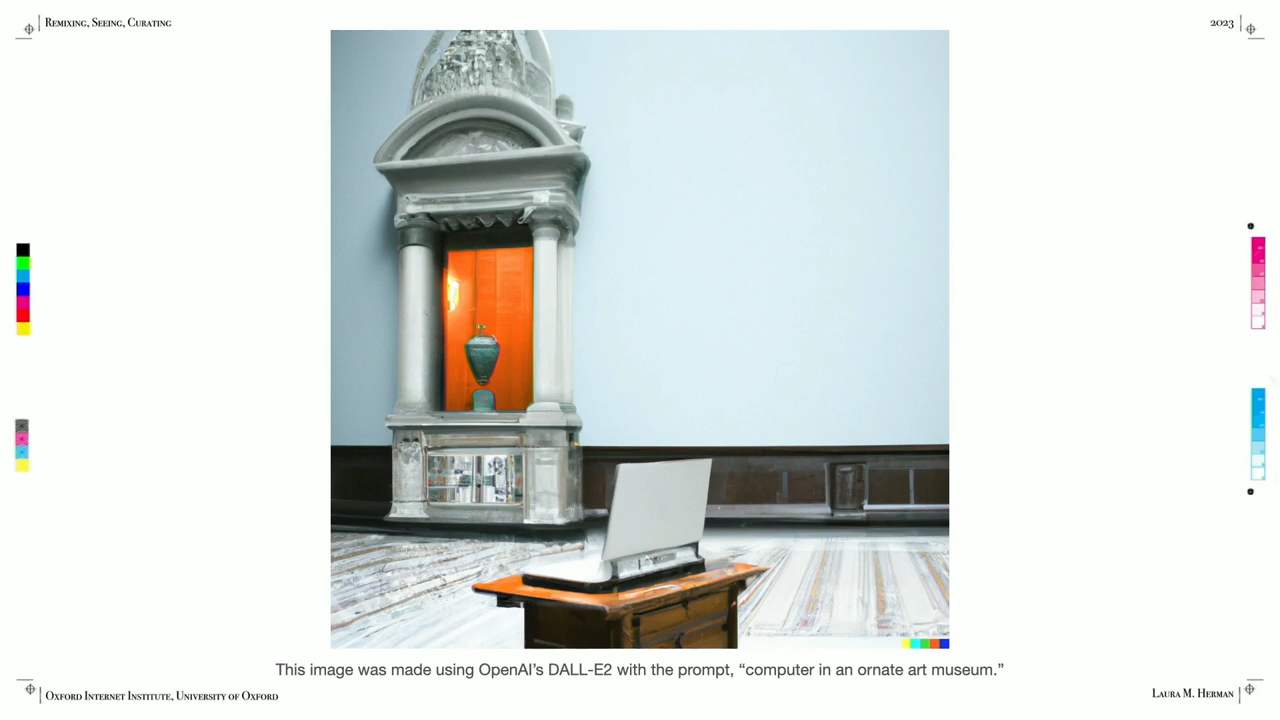 Remixing, Seeing, Curating
2023
This image was made using OpenAI's DALL-E2 with the prompt, “computer in an ornate art museum.”
Oxford Internet Institute, University of Oxford
Laura M. Herman